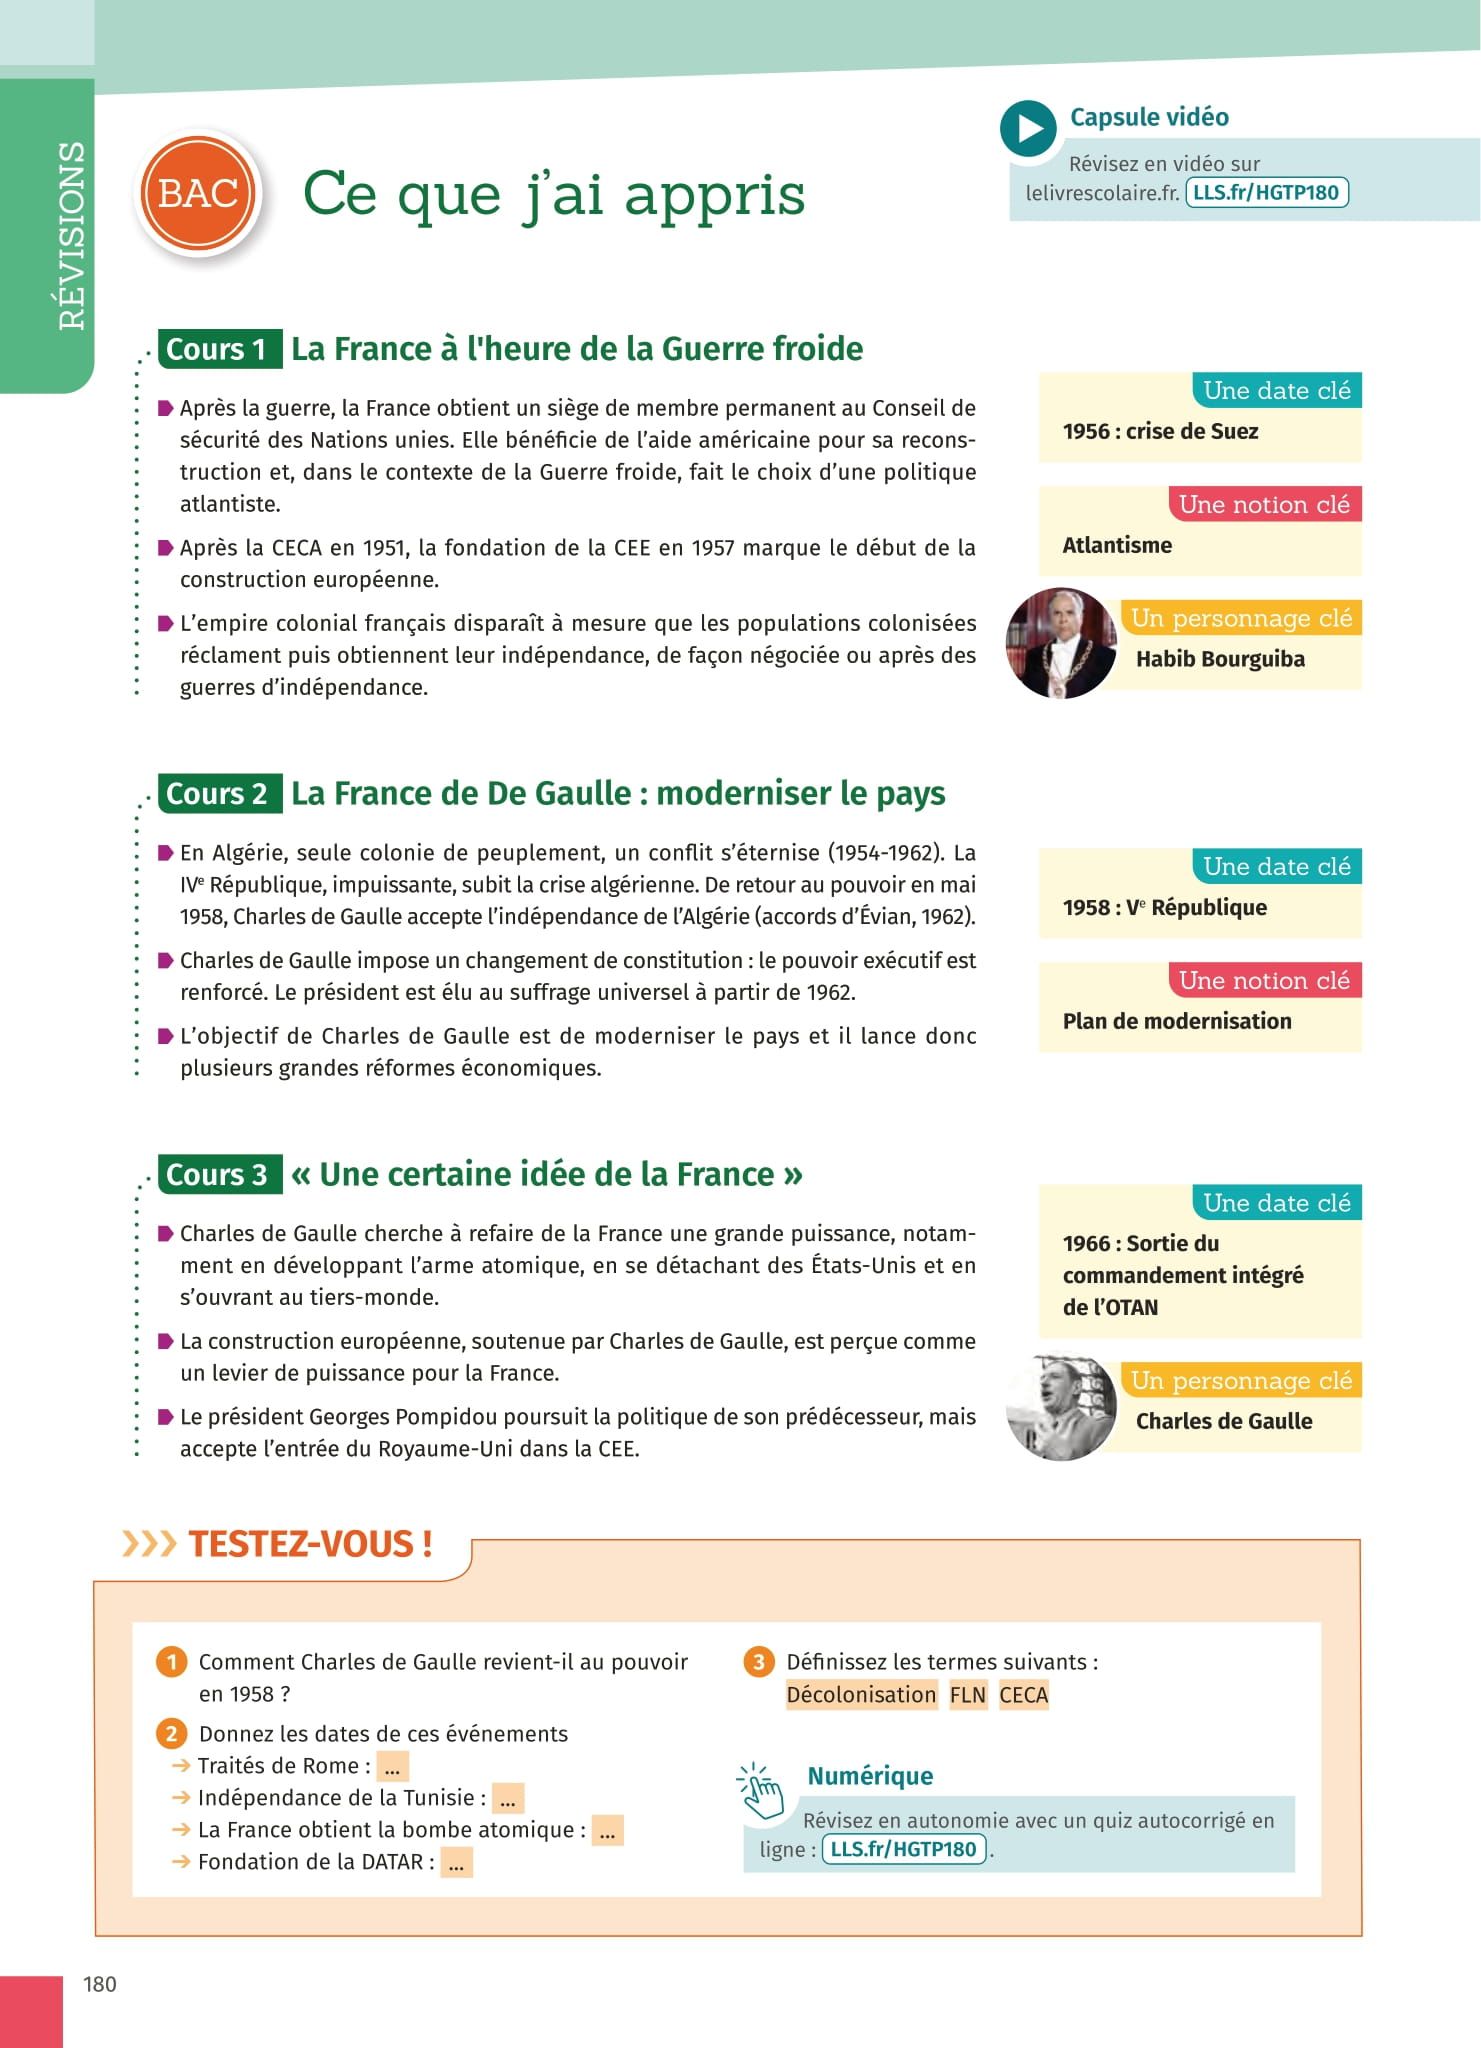 RÉVISIONS
BAC
Ce que j'ai appris
Capsule vidéo
Révisez en vidéo sur
lelivrescolaire.fr. LLS.fr/HGTP180
Cours 1 La France à l'heure de la Guerre froide
Après la guerre, la France obtient un siège de membre permanent au Conseil de
sécurité des Nations unies. Elle bénéficie de l'aide américaine pour sa recons-
truction et, dans le contexte de la Guerre froide, fait le choix d'une politique
atlantiste.
Après la CECA en 1951, la fondation de la CEE en 1957 marque le début de la
construction européenne.
L'empire colonial français disparaît à mesure que les populations colonisées
réclament puis obtiennent leur indépendance, de façon négociée ou après des
guerres d'indépendance.
Une date clé
1956 : crise de Suez
Une notion clé
Atlantisme
Un personnage clé
Habib Bourguiba
Cours 2 La France de De Gaulle : moderniser le pays
En Algérie, seule colonie de peuplement, un conflit s'éternise (1954-1962). La
IVe République, impuissante, subit la crise algérienne. De retour au pouvoir en mai
1958, Charles de Gaulle accepte l'indépendance de l'Algérie (accords d'Évian, 1962).
Charles de Gaulle impose un changement de constitution : le pouvoir exécutif est
renforcé. Le président est élu au suffrage universel à partir de 1962.
L'objectif de Charles de Gaulle est de moderniser le pays et il lance donc
plusieurs grandes réformes économiques.
Une date clé
1958 : Ve République
Une notion clé
Plan de modernisation
Cours 3 « Une certaine idée de la France »
Charles de Gaulle cherche à refaire de la France une grande puissance, notam-
ment en développant l'arme atomique, en se détachant des États-Unis et en
s'ouvrant au tiers-monde.
La construction européenne, soutenue par Charles de Gaulle, est perçue comme
un levier de puissance pour la France.
Le président Georges Pompidou poursuit la politique de son prédécesseur, mais
accepte l'entrée du Royaume-Uni dans la CEE.
Une date clé
1966 : Sortie du
commandement intégré
de l'OTAN
Un personnage clé
Charles de Gaulle
TESTEZ-VOUS !
1 Comment Charles de Gaulle revient-il au pouvoir
en 1958 ?
2 Donnez les dates de ces événements
→ Traités de Rome : ...
→ Indépendance de la Tunisie : ...
→ La France obtient la bombe atomique : ...
→ Fondation de la DATAR : ...
3 Définissez les termes suivants :
Décolonisation FLN CECA
Numérique
Révisez en autonomie avec un quiz autocorrigé en
ligne : LLS.fr/HGTP180 .
180